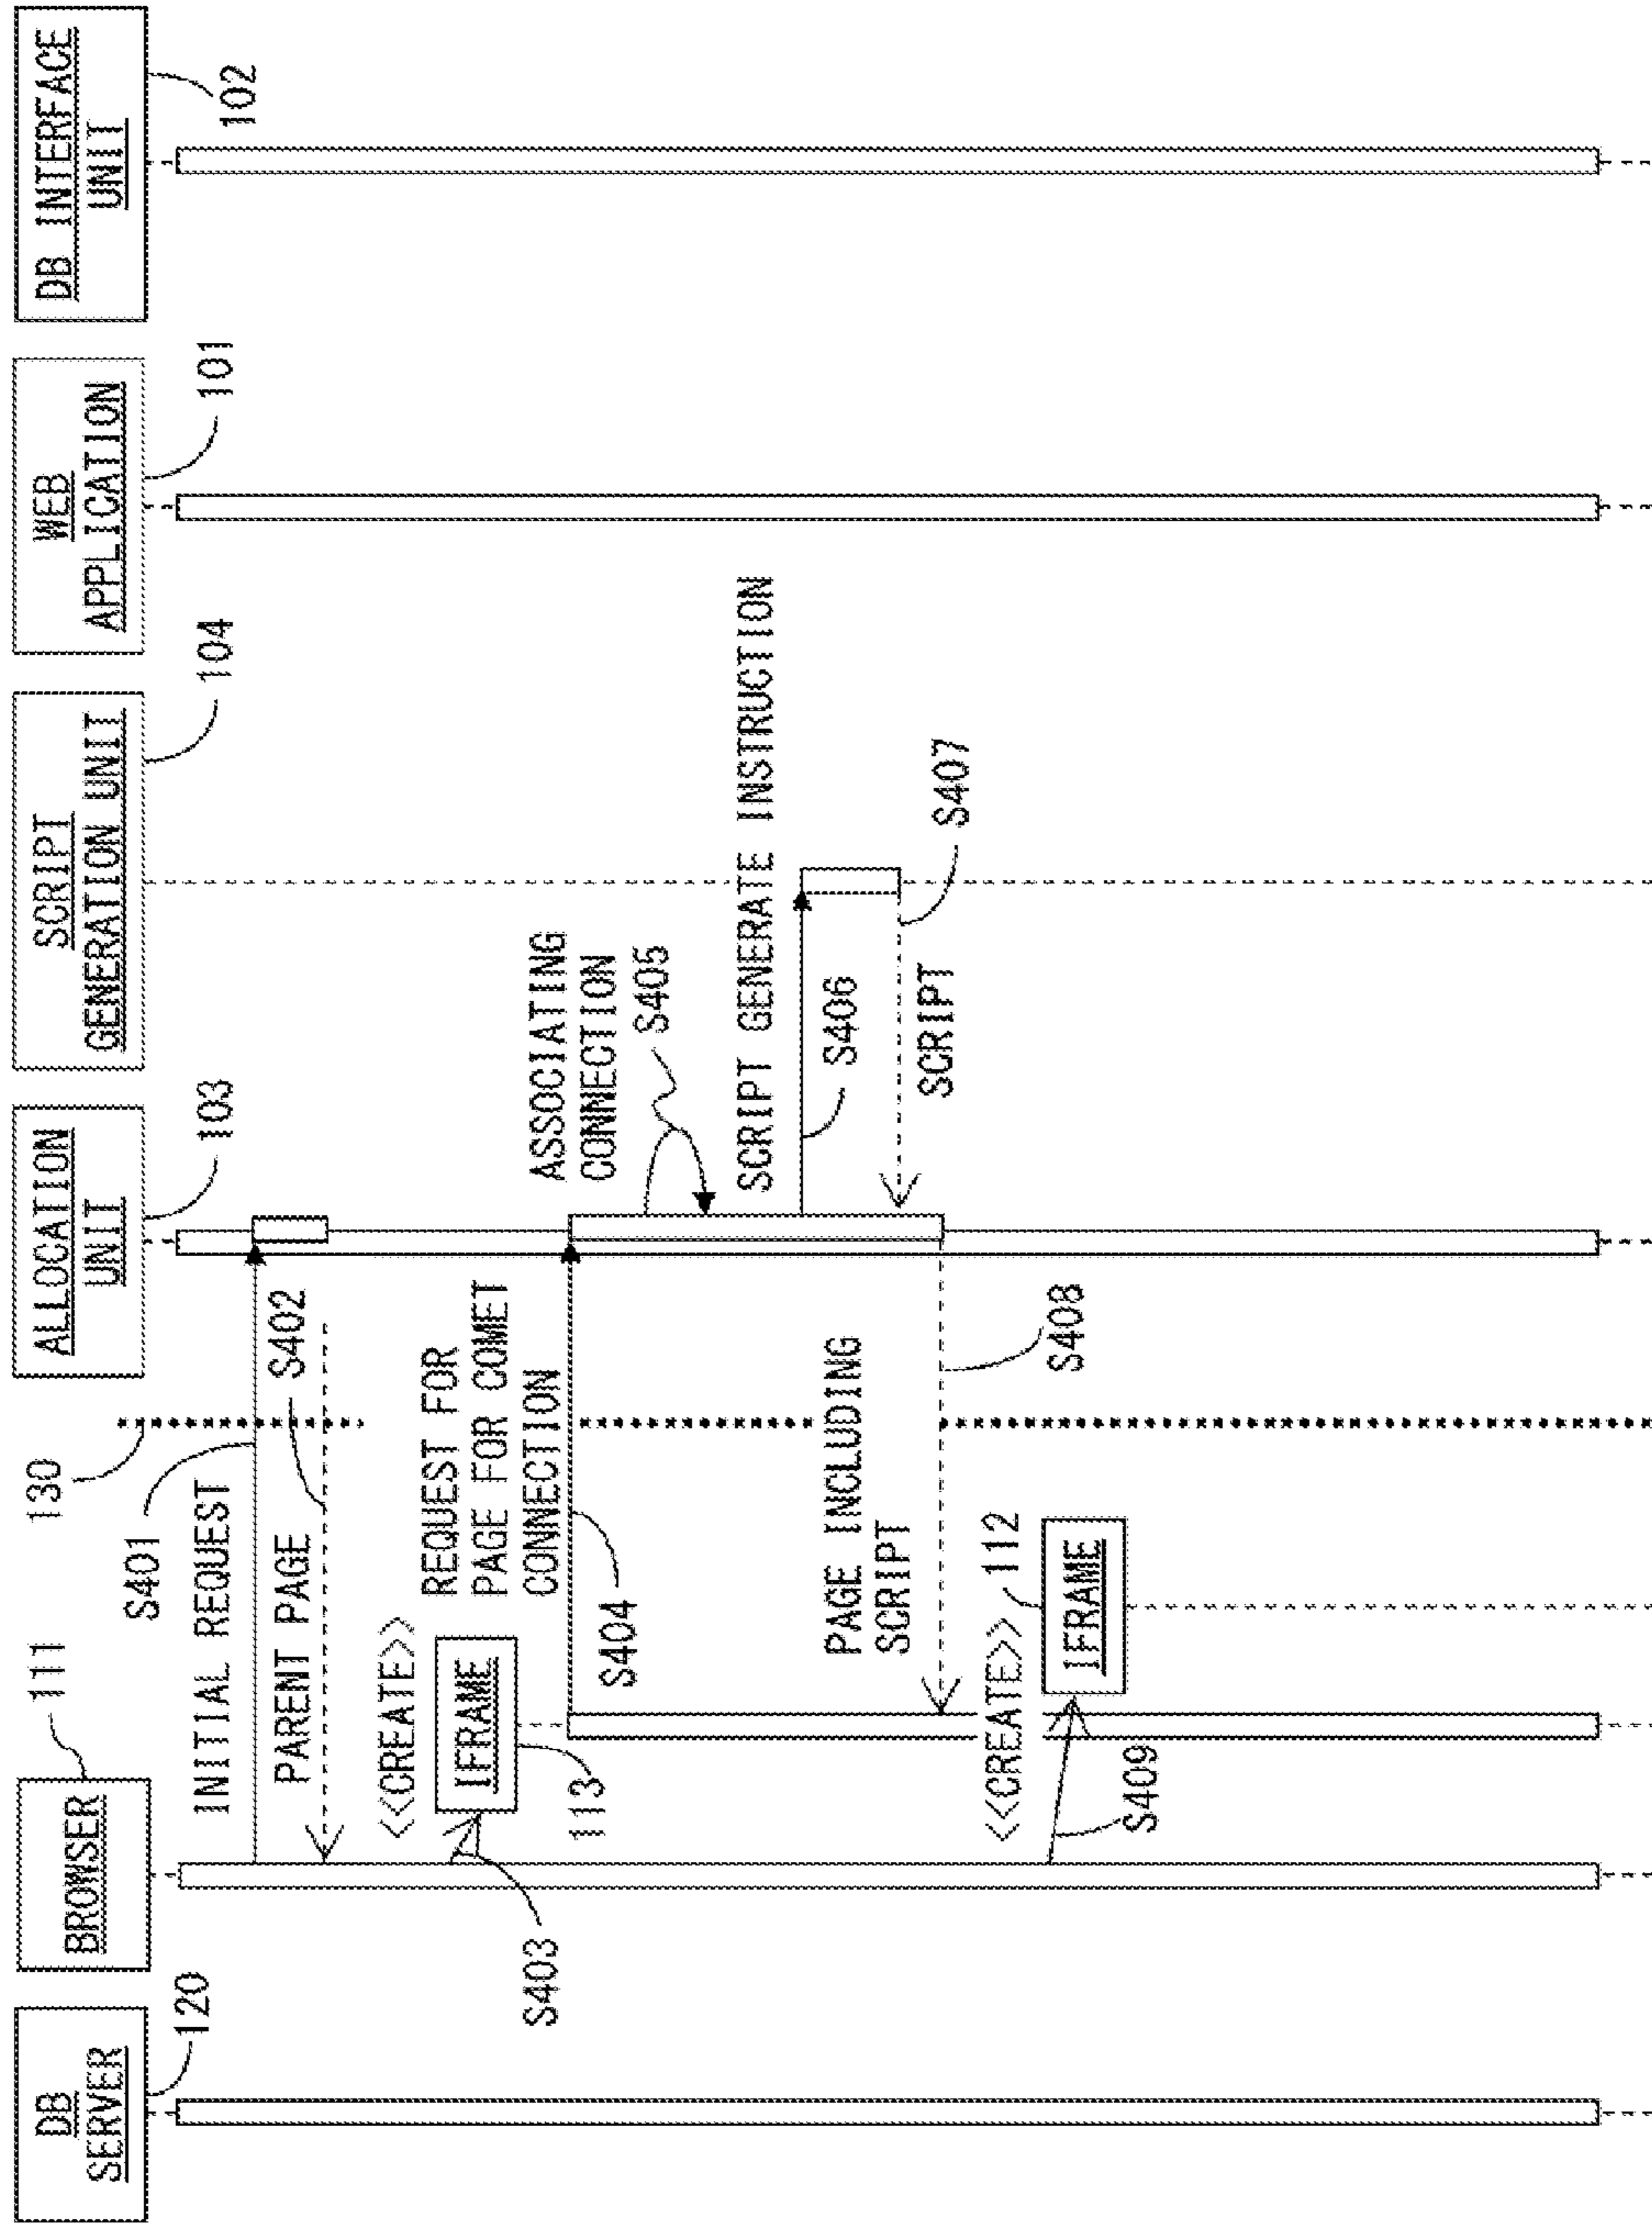 DB
SERVER
120
BROWSER
111
ALLOCATION
UNIT
103
SCRIPT
GENERATION UNIT
104
WEB
APPLICATION
101
DB INTERFACE
UNIT
102
130
S401
INITIAL REQUEST
S402
PARENT PAGE
<<CREATE>>
IFRAME
113
S403
REQUEST FOR
PAGE FOR COMET
CONNECTION
S404
ASSOCIATING
CONNECTION
S405
SCRIPT GENERATE INSTRUCTION
S406
S407
SCRIPT
PAGE INCLUDING
SCRIPT
S408
<<CREATE>>
112
IFRAME
S409